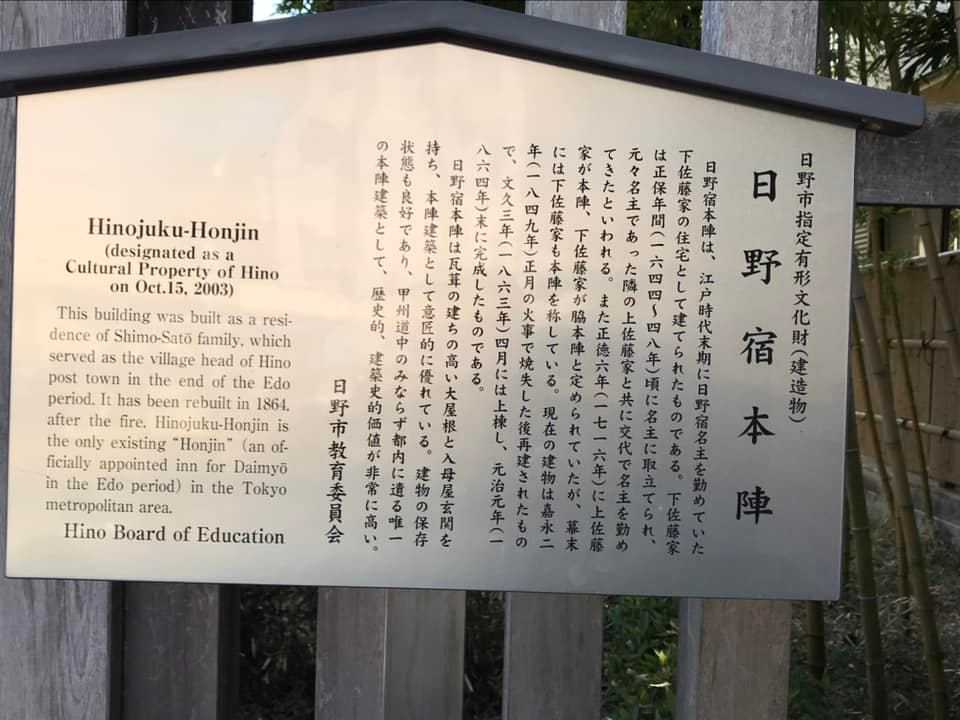 日野市指定有形文化財(建造物)
日野宿本陣
日野宿本陣は、江戸時代末期に日野宿名主を勤めていた
下佐藤家の住宅として建てられたものである。下佐藤家
は正保年間(一六四四～四八年)頃に名主に取立てられ、
元々名主であった隣の上佐藤家と共に交代で名主を勤め
てきたといわれる。また正徳六年(一七一六年)に上佐藤
家が本陣、下佐藤家が脇本陣と定められていたが、幕末
には下佐藤家も本陣を称している。現在の建物は嘉永二
年(一八四九年)正月の火事で焼失した後再建されたもの
で、文久三年(一八六三年)四月には上棟し、元治元年(一
八六四年)末に完成したものである。
日野宿本陣は瓦葺の建ちの高い大屋根と入母屋玄関を
持ち、本陣建築として意匠的に優れている。建物の保存
状態も良好であり、甲州道中のみならず都内に遺る唯一
の本陣建築として、歴史的、建築史的価値が非常に高い。
日野市教育委員会
Hinojuku-Honjin
(designated as a
Cultural Property of Hino
on Oct.15, 2003)
This building was built as a resi-
dence of Shimo-Satō family, which
served as the village head of Hino
post town in the end of the Edo
period. It has been rebuilt in 1864.
after the fire. Hinojuku-Honjin is
the only existing "Honjin" (an of-
ficially appointed inn for Daimyō
in the Edo period) in the Tokyo
metropolitan area.
Hino Board of Education